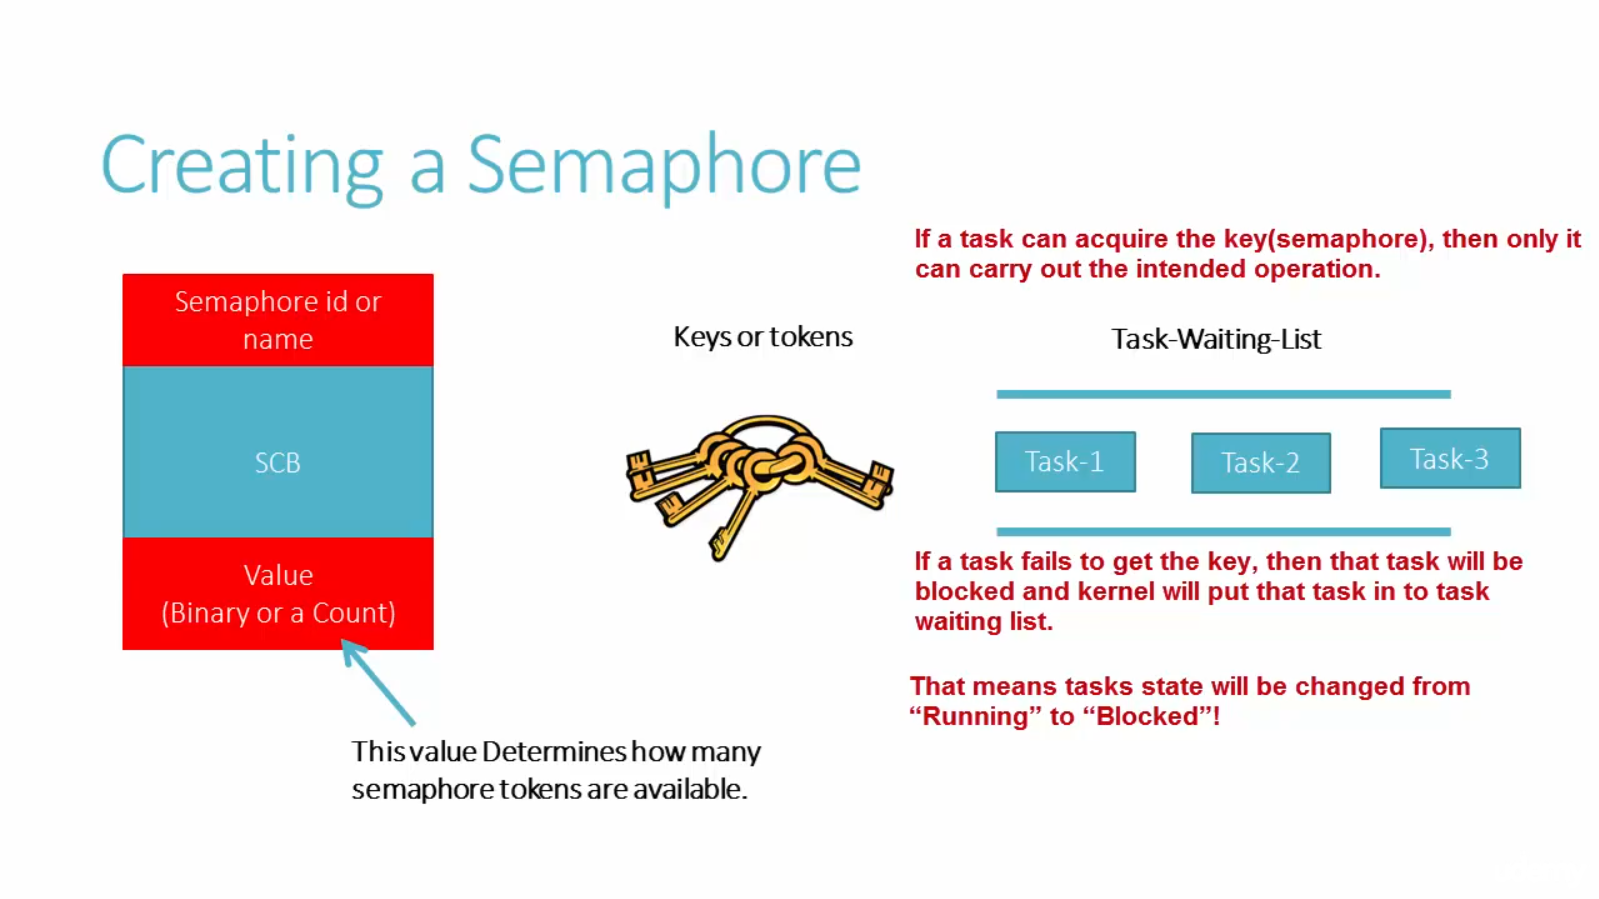 Creating a Semaphore
If a task can acquire the key(semaphore), then only it
can carry out the intended operation.
Semaphore id or
name
SCB
Value
(Binary or a Count)
This value Determines how many
semaphore tokens are available.
Keys or tokens
Task-Waiting-List
Task-1
Task-2
Task-3
If a task fails to get the key, then that task will be
blocked and kernel will put that task in to task
waiting list.
That means tasks state will be changed from
“Running” to “Blocked”!